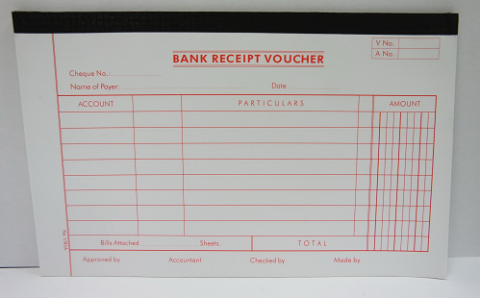 V No.
A No.
BANK RECEIPT VOUCHER
Cheque No.
Name of Payer: Date
ACCOUNT PARTICULARS AMOUNT
Bills Attached Sheets. TOTAL
Approved by Accountant Checked by Made by